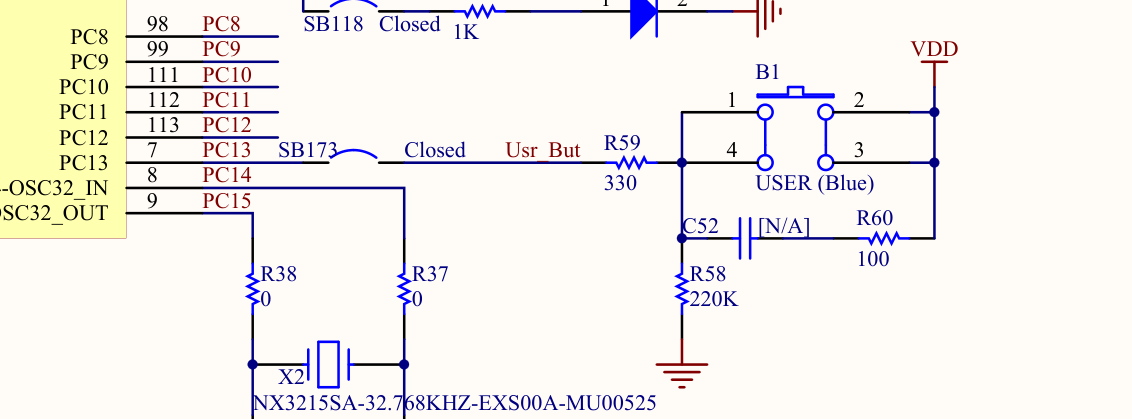 1 2
SB118 Closed 1K
PC8 98 PC8
PC9 99 PC9
PC10 111 PC10
PC11 112 PC11
PC12 113 PC12
PC13 7 PC13 SB173 Closed Usr_But
-OSC32_IN 8 PC14
OSC32_OUT 9 PC15
VDD
B1
1 2
4 3
USER (Blue)
R59
330
C52 [N/A] R60
100
R58
220K
R38
0
R37
0
X2
NX3215SA-32.768KHZ-EXS00A-MU00525